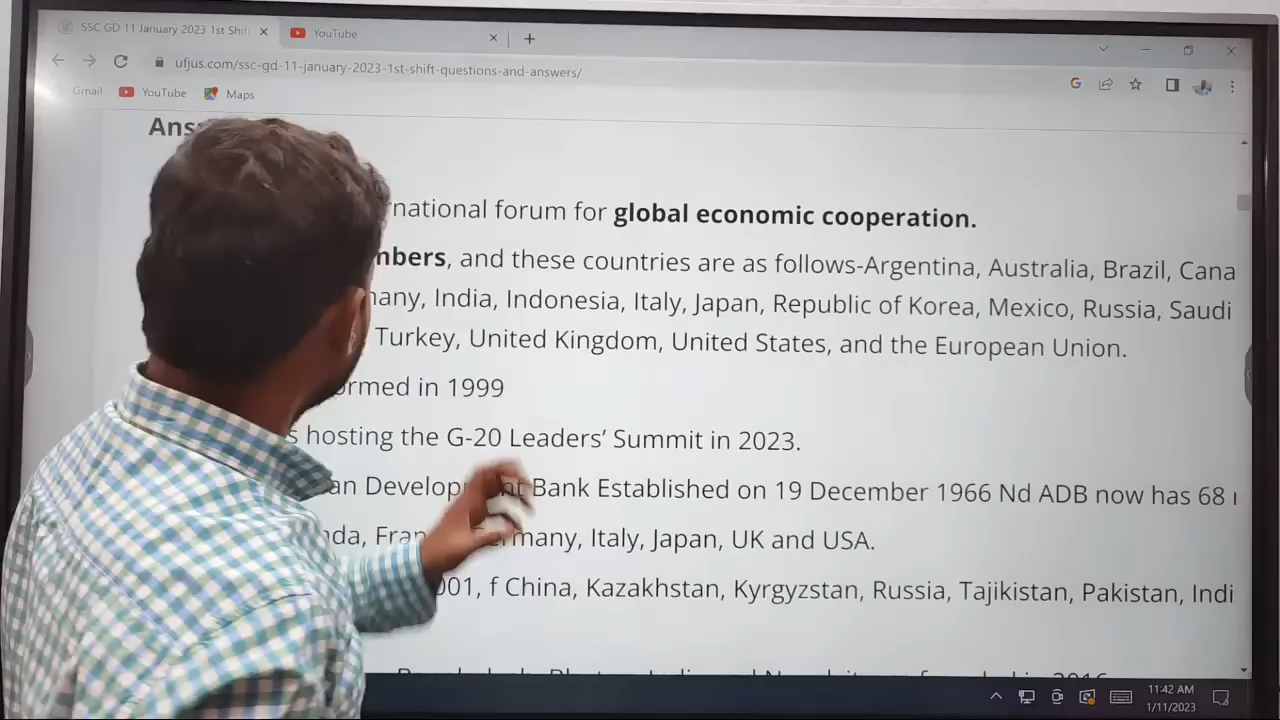 SSC GD 11 January 2023 1st Shif
YouTube
ufjus.com/ssc-gd-11-january-2023-1st-shift-questions-and-answers/
Gmail YouTube Maps
Ans
national forum for global economic cooperation.
mbers, and these countries are as follows-Argentina, Australia, Brazil, Cana
many, India, Indonesia, Italy, Japan, Republic of Korea, Mexico, Russia, Saudi
Turkey, United Kingdom, United States, and the European Union.
ormed in 1999
s hosting the G-20 Leaders’ Summit in 2023.
an Development Bank Established on 19 December 1966 Nd ADB now has 68
nda, France, Germany, Italy, Japan, UK and USA.
001, f China, Kazakhstan, Kyrgyzstan, Russia, Tajikistan, Pakistan, Indi
11:42 AM
1/11/2023